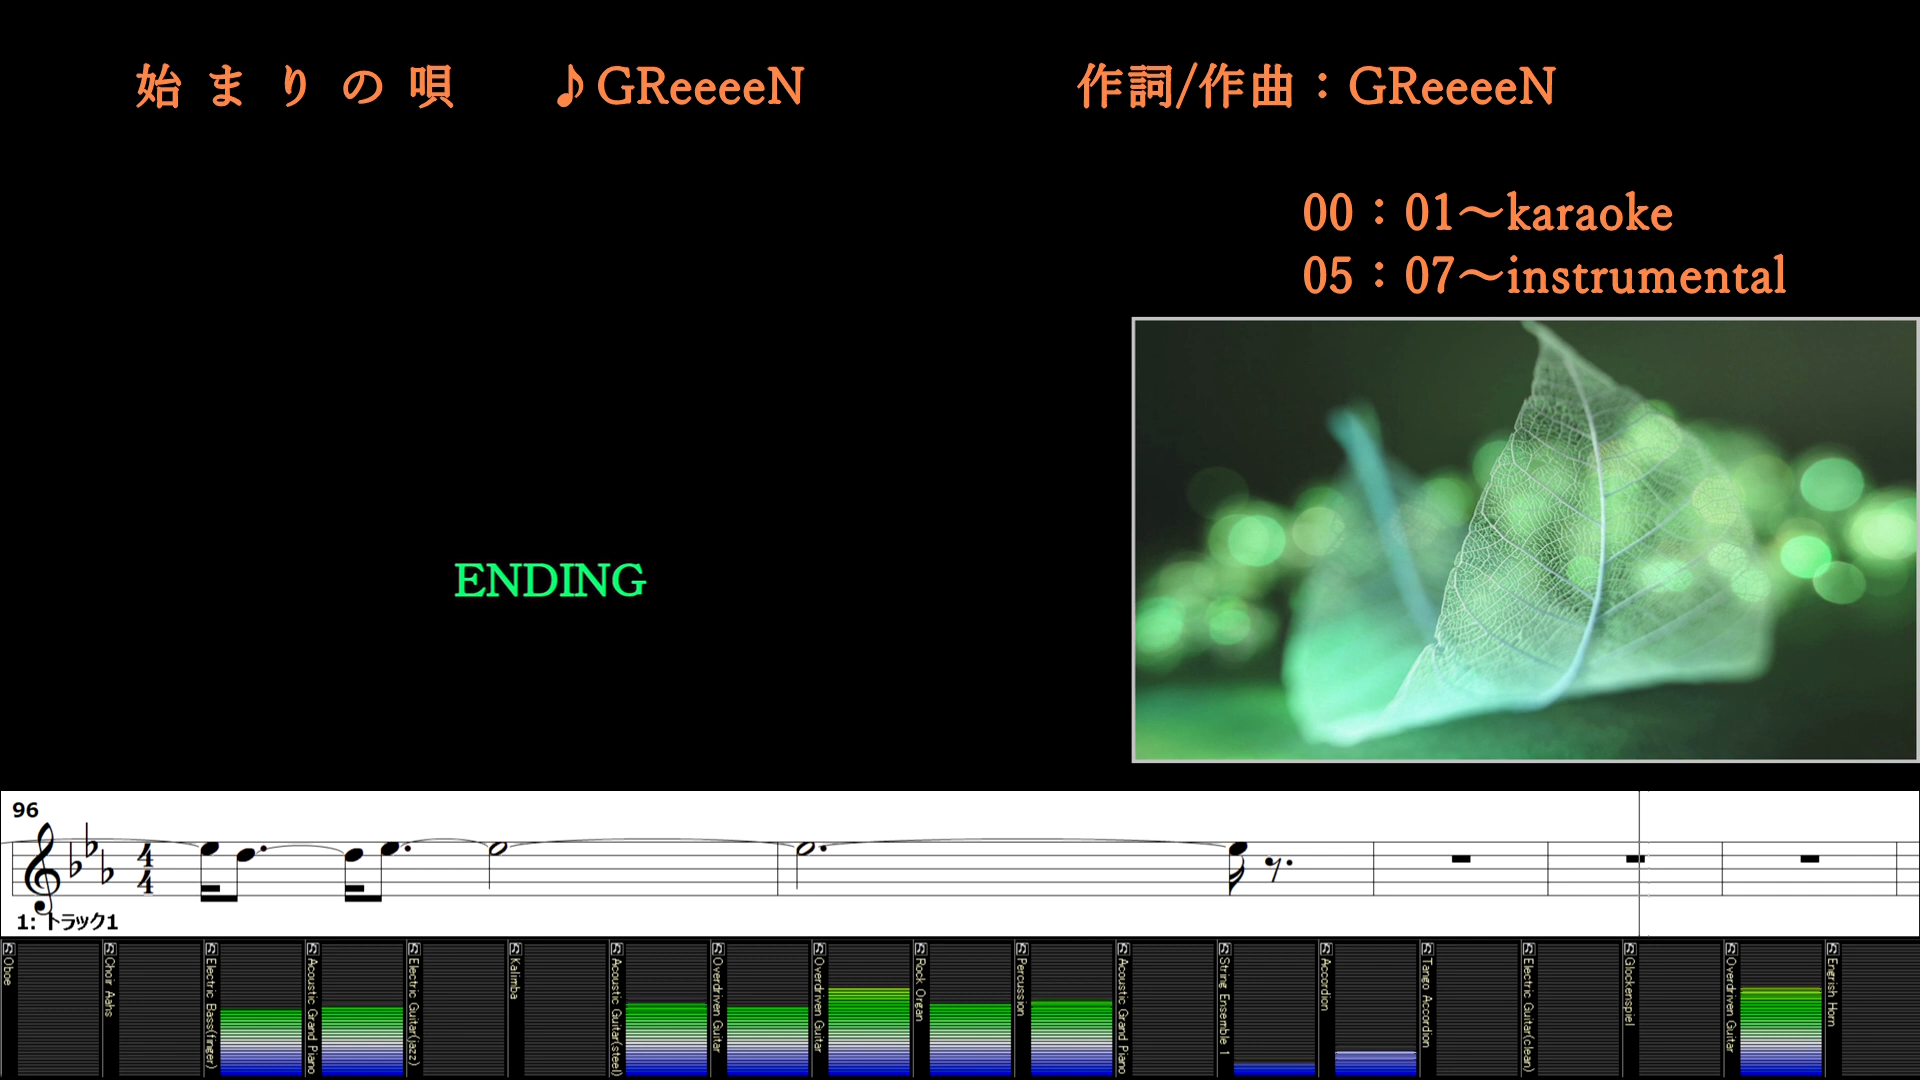 始まりの唄 ♪GReeeeN 作詞/作曲：GReeeeN
00：01～karaoke
05：07～instrumental
ENDING
96
4
4
1: トラック1
Oboe
Choir Aahs
Electric Bass(finger)
Acoustic Grand Piano
Electric Guitar(jazz)
Kalimba
Acoustic Guitar(steel)
Overdriven Guitar
Overdriven Guitar
Rock Organ
Percussion
Acoustic Grand Piano
String Ensemble 1
Accordion
Tango Accordion
Electric Guitar(clean)
Glockenspiel
Overdriven Guitar
Engrish Horn